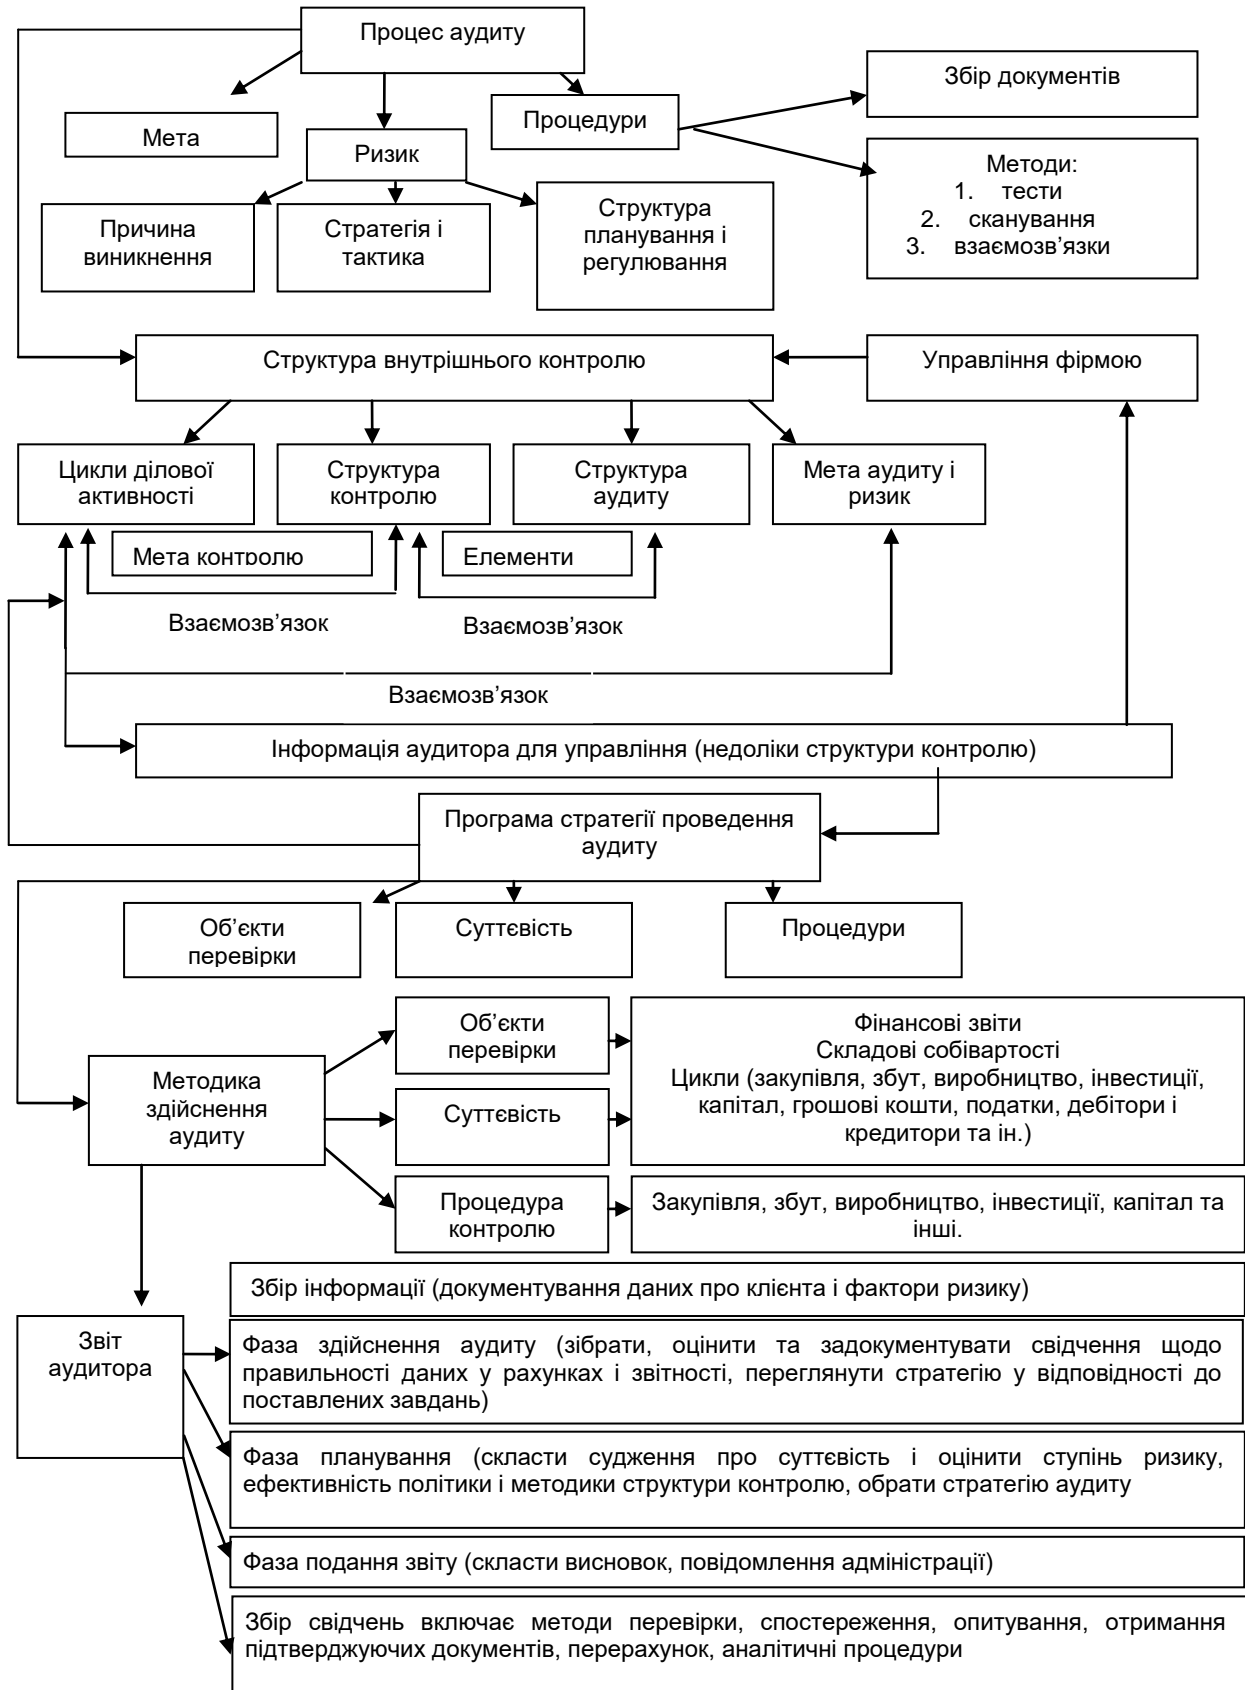 Процес аудиту
Збір документів
Мета
Процедури
Ризик
Методи:
1. тести
2. сканування
3. взаємозв’язки
Причина
виникнення
Стратегія і
тактика
Структура
планування і
регулювання
Структура внутрішнього контролю
Управління фірмою
Цикли ділової
активності
Структура
контролю
Структура
аудиту
Мета аудиту і
ризик
Мета контролю
Елементи
Взаємозв’язок
Взаємозв’язок
Взаємозв’язок
Інформація аудитора для управління (недоліки структури контролю)
Програма стратегії проведення
аудиту
Об’єкти
перевірки
Суттєвість
Процедури
Методика
здійснення
аудиту
Об’єкти
перевірки
Суттєвість
Процедура
контролю
Фінансові звіти
Складові собівартості
Цикли (закупівля, збут, виробництво, інвестиції,
капітал, грошові кошти, податки, дебітори і
кредитори та ін.)
Закупівля, збут, виробництво, інвестиції, капітал та
інші.
Звіт
аудитора
Збір інформації (документування даних про клієнта і фактори ризику)
Фаза здійснення аудиту (зібрати, оцінити та задокументувати свідчення щодо
правильності даних у рахунках і звітності, переглянути стратегію у відповідності до
поставлених завдань)
Фаза планування (скласти судження про суттєвість і оцінити ступінь ризику,
ефективність політики і методики структури контролю, обрати стратегію аудиту
Фаза подання звіту (скласти висновок, повідомлення адміністрації)
Збір свідчень включає методи перевірки, спостереження, опитування, отримання
підтверджуючих документів, перерахунок, аналітичні процедури